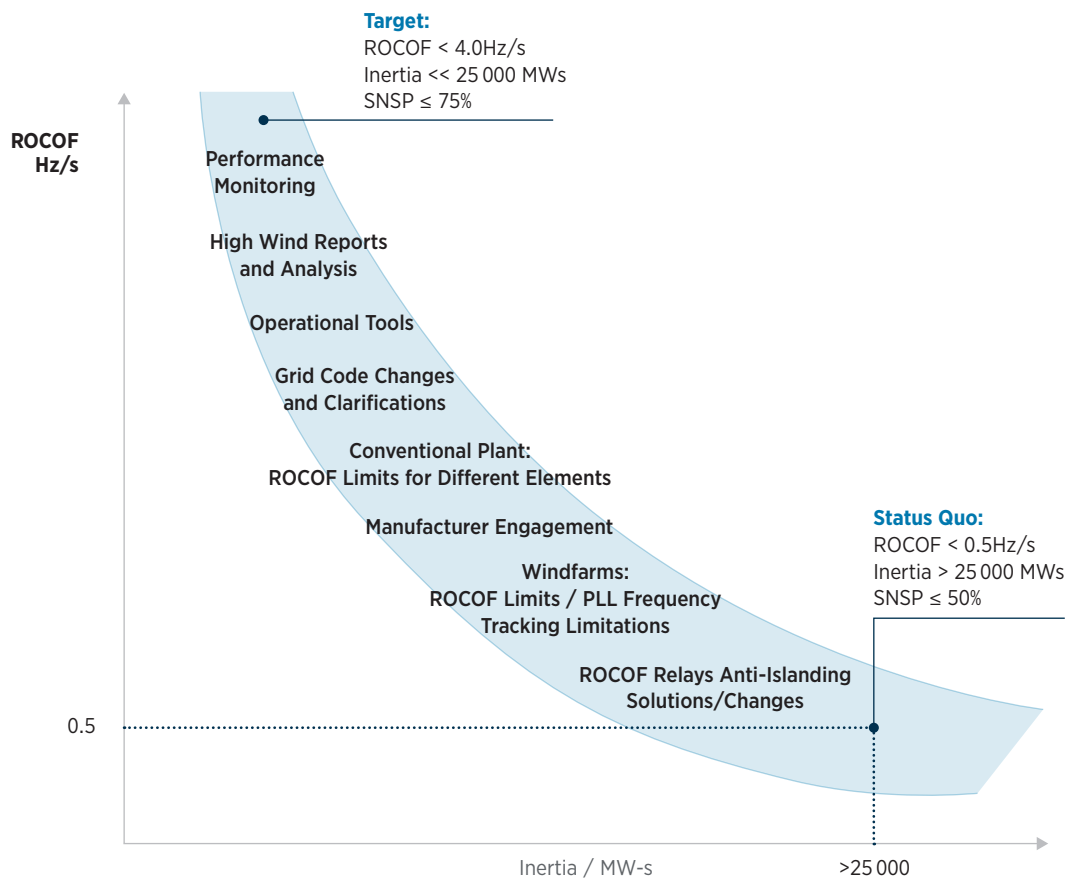 Target:
ROCOF < 4.0Hz/s
Inertia << 25 000 MWs
SNSP ≤ 75%
ROCOF
Hz/s
Performance
Monitoring
High Wind Reports
and Analysis
Operational Tools
Grid Code Changes
and Clarifications
Conventional Plant:
ROCOF Limits for Different Elements
Manufacturer Engagement
Windfarms:
ROCOF Limits / PLL Frequency
Tracking Limitations
ROCOF Relays Anti-Islanding
Solutions/Changes
Status Quo:
ROCOF < 0.5Hz/s
Inertia > 25 000 MWs
SNSP ≤ 50%
0.5
Inertia / MW-s
>25 000